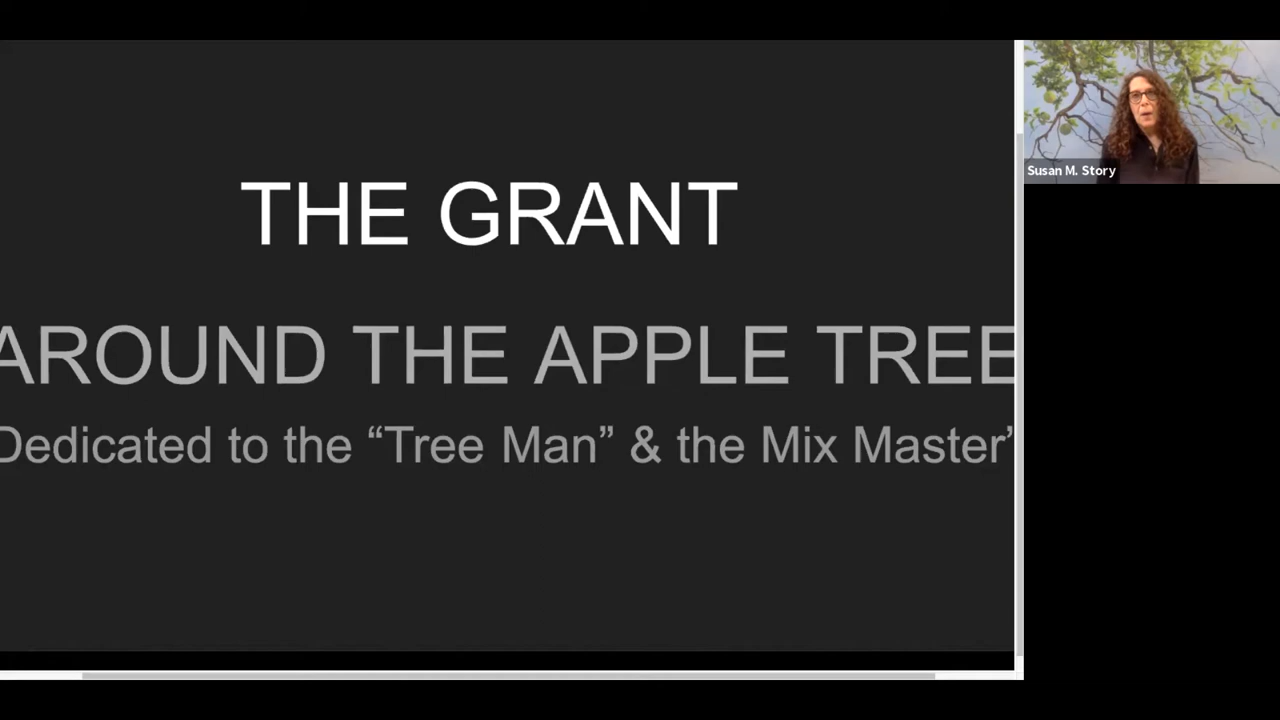 THE GRANT
AROUND THE APPLE TREE
Dedicated to the “Tree Man” & the Mix Master”
Susan M. Story